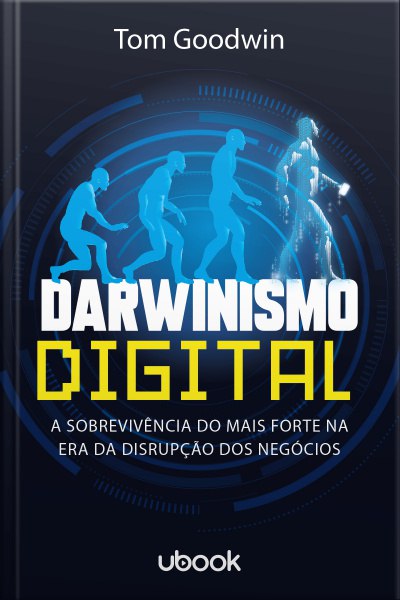 Tom Goodwin
DARWINISMO
DIGITAL
A SOBREVIVÊNCIA DO MAIS FORTE NA
ERA DA DISRUPÇÃO DOS NEGÓCIOS
ubook